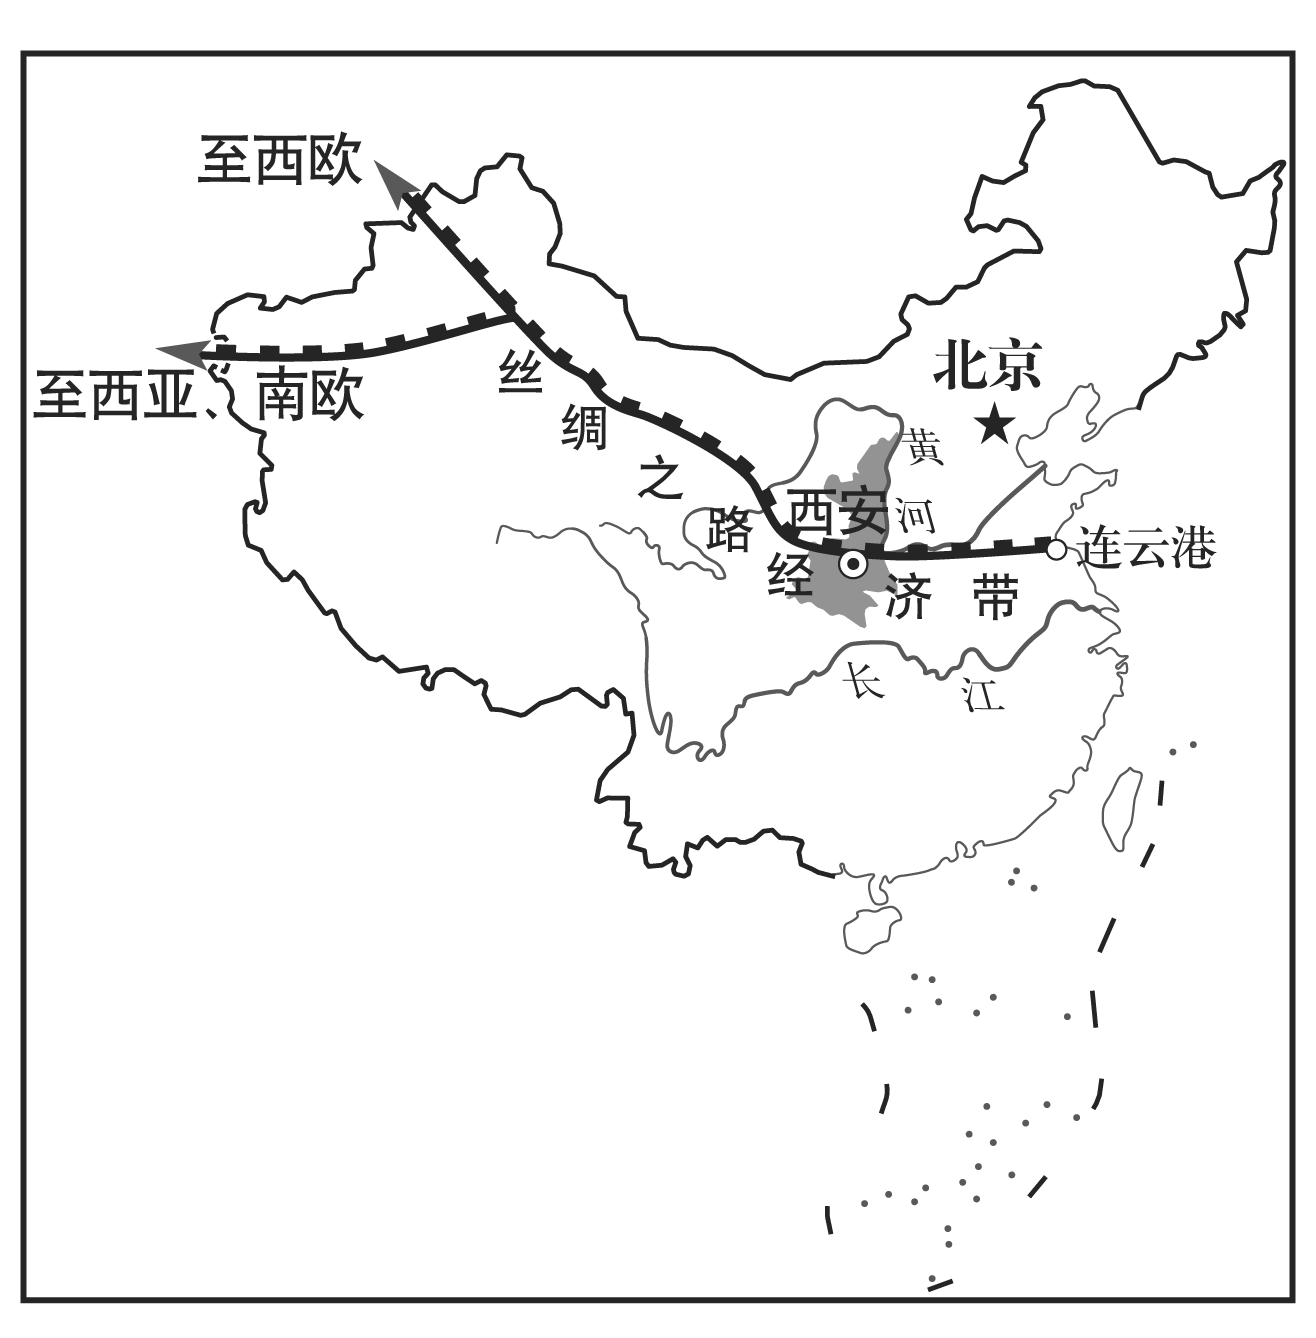 至西欧
北京
至西亚、南欧
丝绸之路经济带
黄河
西安
连云港
长江